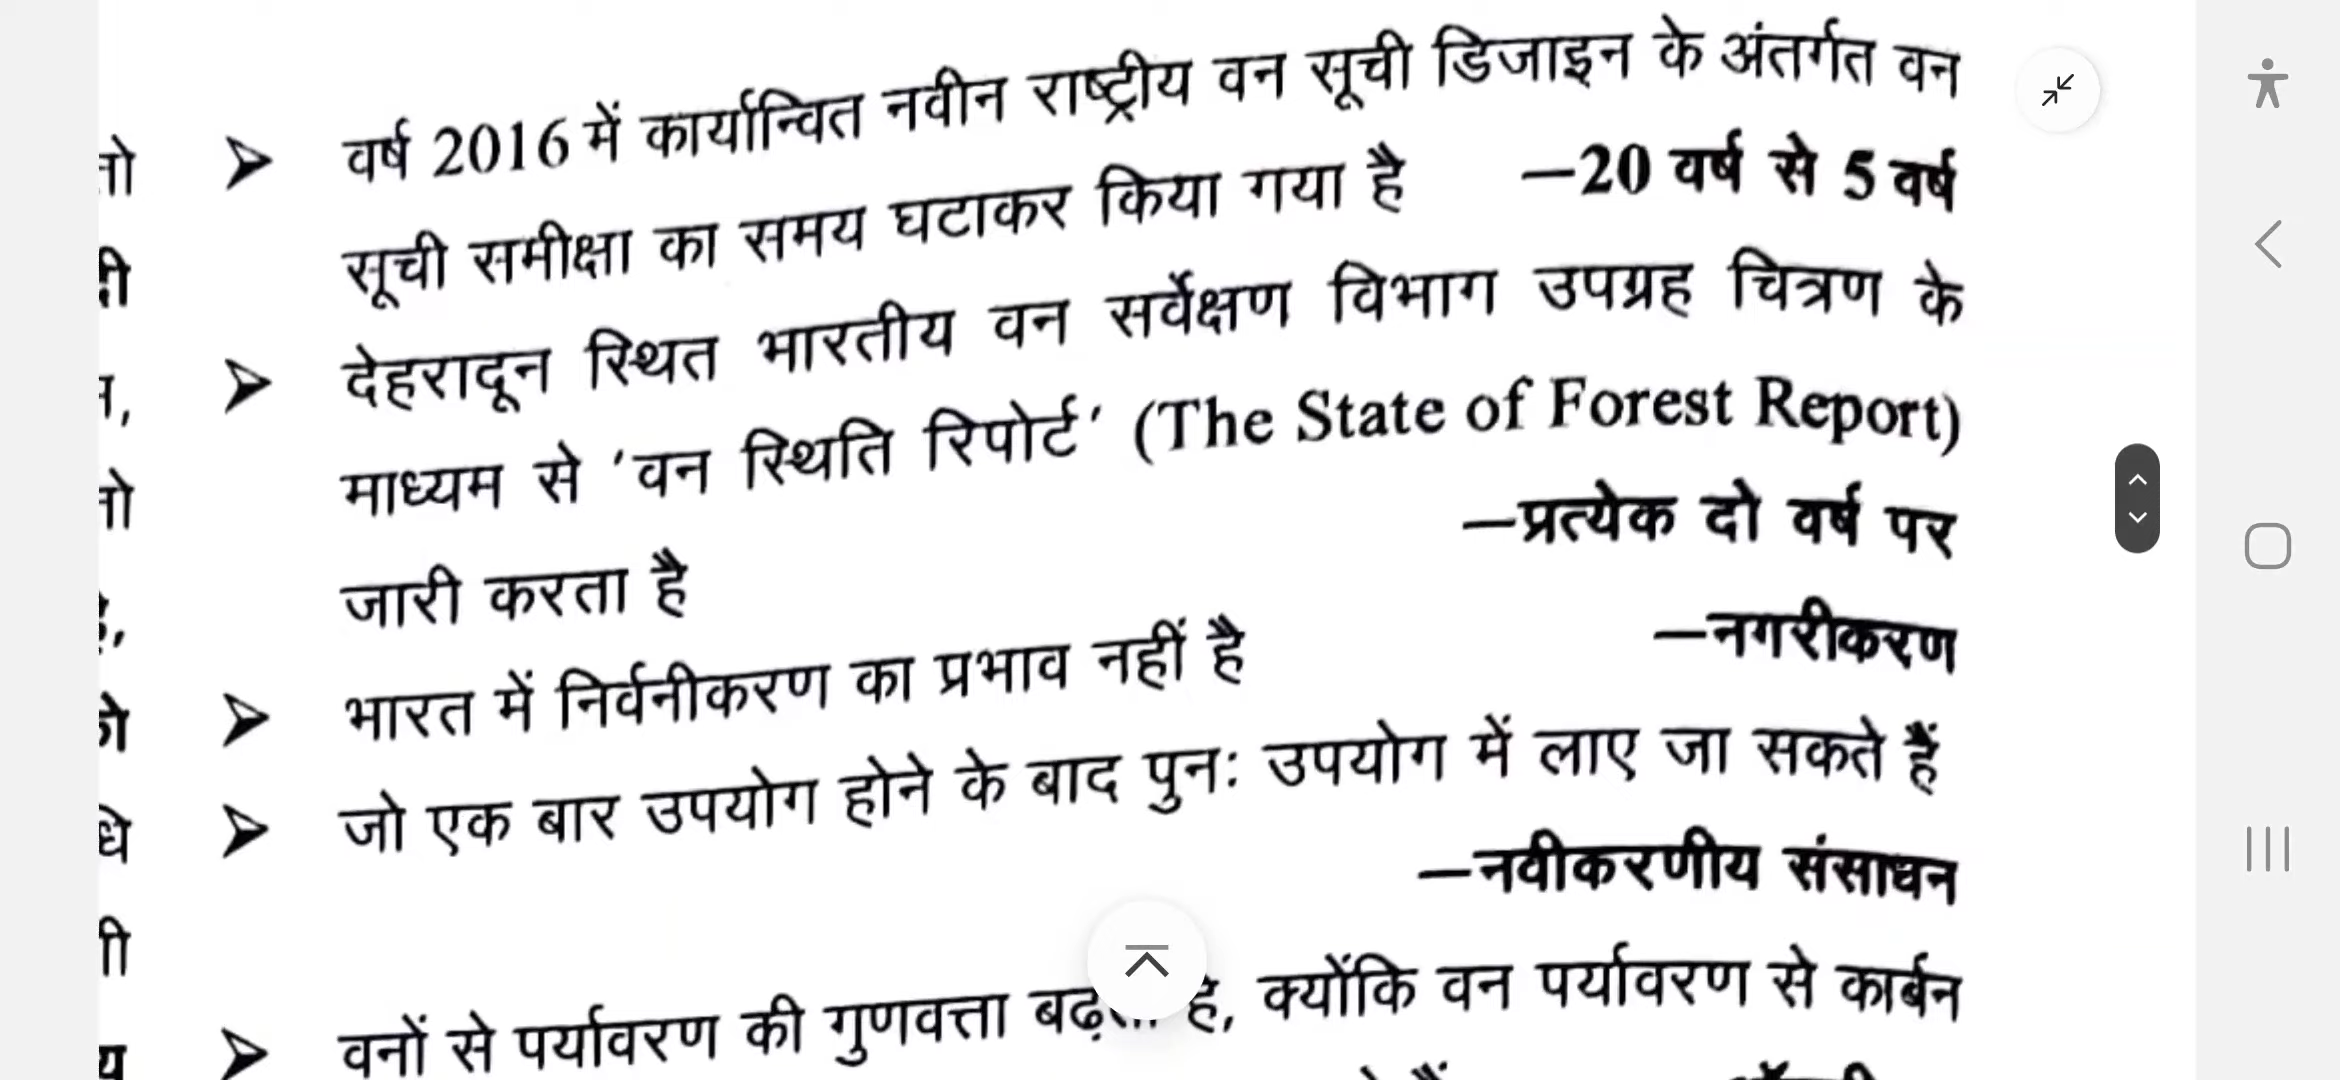 वर्ष 2016 में कार्यान्वित नवीन राष्ट्रीय वन सूची डिजाइन के अंतर्गत वन
सूची समीक्षा का समय घटाकर किया गया है —20 वर्ष से 5 वर्ष
देहरादून स्थित भारतीय वन सर्वेक्षण विभाग उपग्रह चित्रण के
माध्यम से 'वन स्थिति रिपोर्ट' (The State of Forest Report)
जारी करता है —प्रत्येक दो वर्ष पर
भारत में निर्वनीकरण का प्रभाव नहीं है —नगरीकरण
जो एक बार उपयोग होने के बाद पुनः उपयोग में लाए जा सकते हैं
—नवीकरणीय संसाधन
वनों से पर्यावरण की गुणवत्ता है, क्योंकि वन पर्यावरण से कार्बन